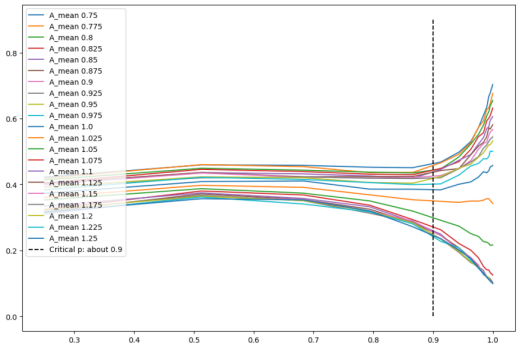 A_mean 0.75
A_mean 0.775
A_mean 0.8
A_mean 0.825
A_mean 0.85
A_mean 0.875
A_mean 0.9
A_mean 0.925
A_mean 0.95
A_mean 0.975
A_mean 1.0
A_mean 1.025
A_mean 1.05
A_mean 1.075
A_mean 1.1
A_mean 1.125
A_mean 1.15
A_mean 1.175
A_mean 1.2
A_mean 1.225
A_mean 1.25
Critical p: about 0.9
0.8
0.6
0.4
0.2
0.0
0.3 0.4 0.5 0.6 0.7 0.8 0.9 1.0